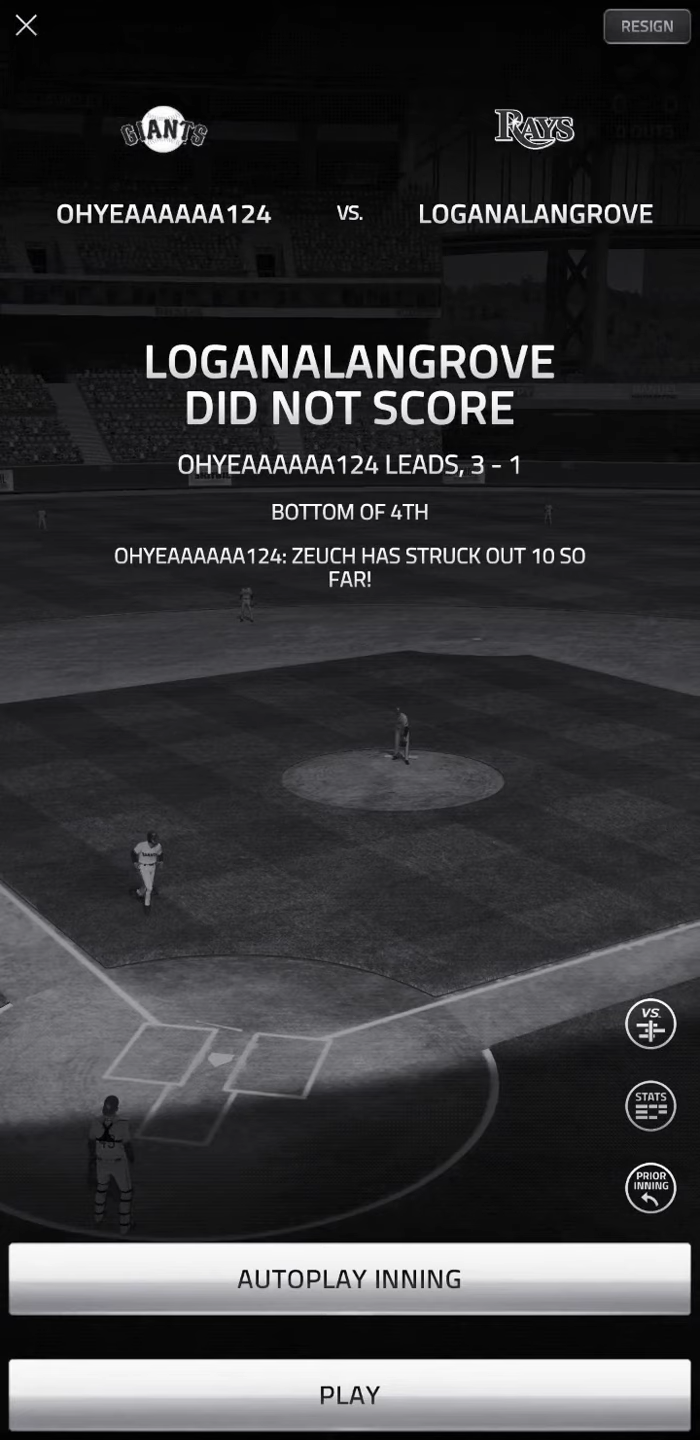 RESIGN
GIANTS
RAYS
OHYEAAAAAA124 VS. LOGANALANGROVE
LOGANALANGROVE
DID NOT SCORE
OHYEAAAAAA124 LEADS, 3 - 1
BOTTOM OF 4TH
OHYEAAAAAA124: ZEUCH HAS STRUCK OUT 10 SO
FAR!
VS.
STATS
PRIOR
INNING
AUTOPLAY INNING
PLAY